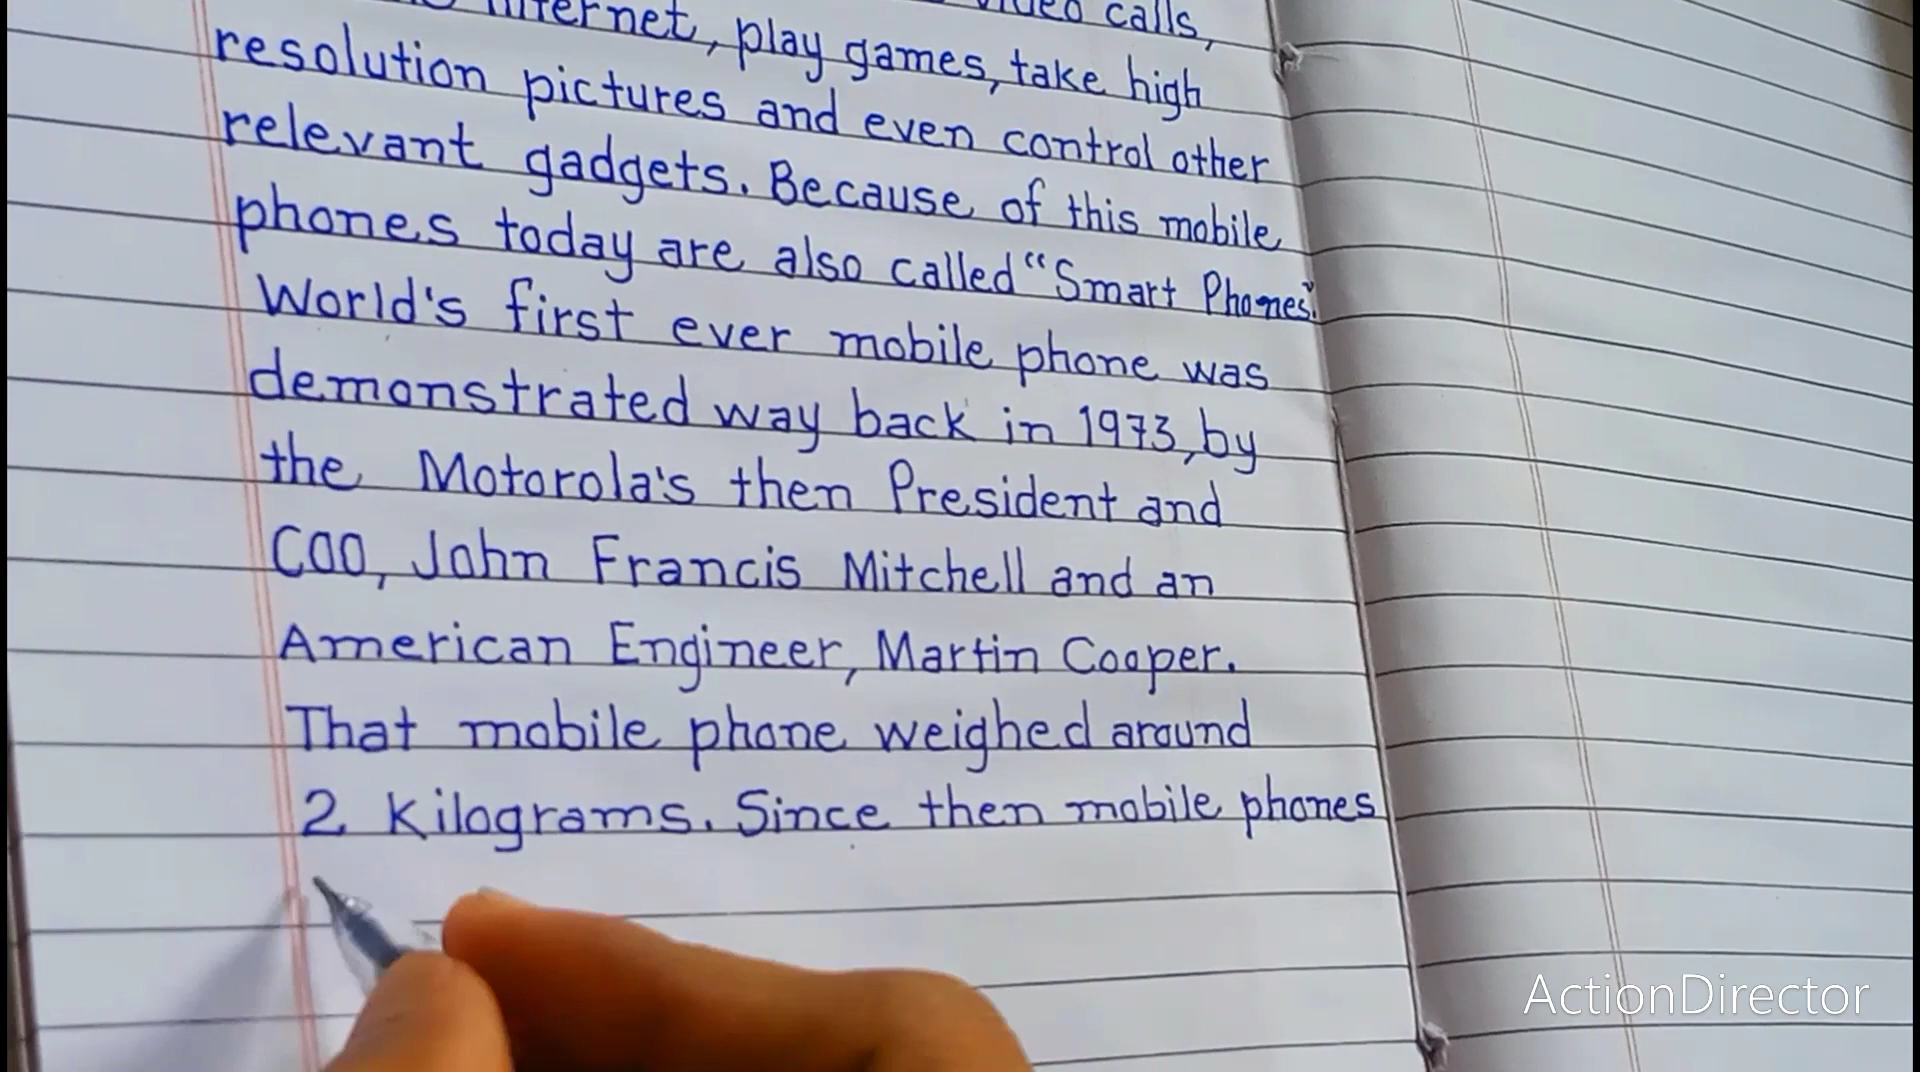 internet, play games, take high
resolution pictures and even control other
relevant gadgets. Because of this mobile
phones today are also called "Smart Phones".
World's first ever mobile phone was
demonstrated way back in 1973, by
the Motorola's then President and
COO, John Francis Mitchell and an
American Engineer, Martin Cooper.
That mobile phone weighed around
2 Kilograms. Since then mobile phones
ActionDirector